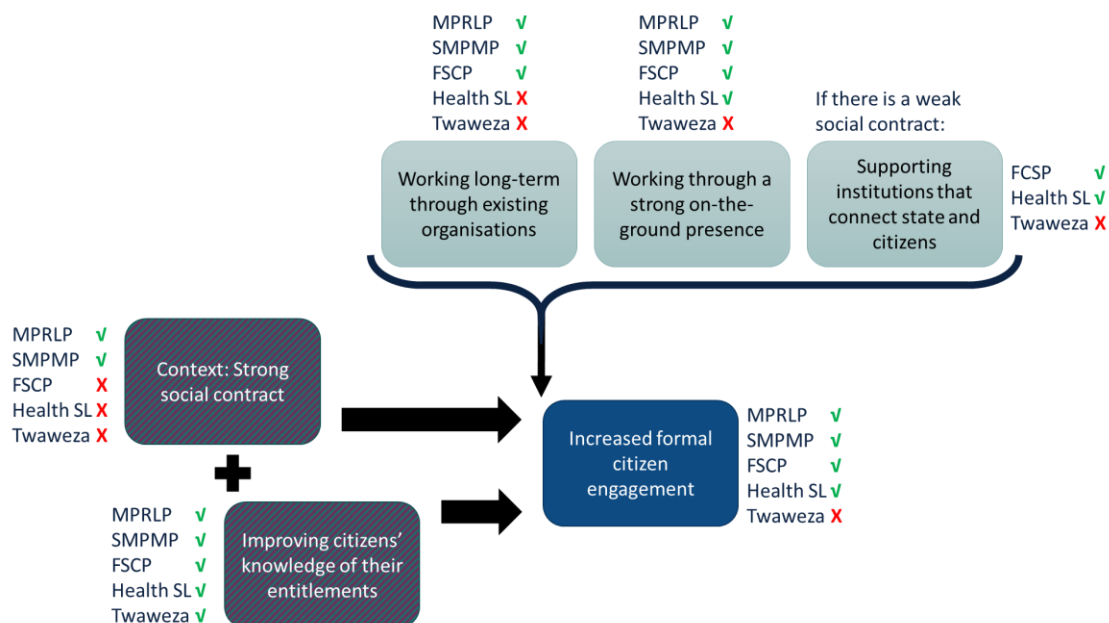 MPRLP √
SMPMP √
FSCP √
Health SL X
Twaweza X
MPRLP √
SMPMP √
FSCP √
Health SL √
Twaweza X
If there is a weak
social contract:
Working long-term
through existing
organisations
Working through a
strong on-the-
ground presence
Supporting
institutions that
connect state and
citizens
FCSP √
Health SL √
Twaweza X
MPRLP √
SMPMP √
FSCP X
Health SL X
Twaweza X
Context: Strong
social contract
Increased formal
citizen
engagement
MPRLP √
SMPMP √
FSCP √
Health SL √
Twaweza X
MPRLP √
SMPMP √
FSCP √
Health SL √
Twaweza √
Improving citizens’
knowledge of their
entitlements